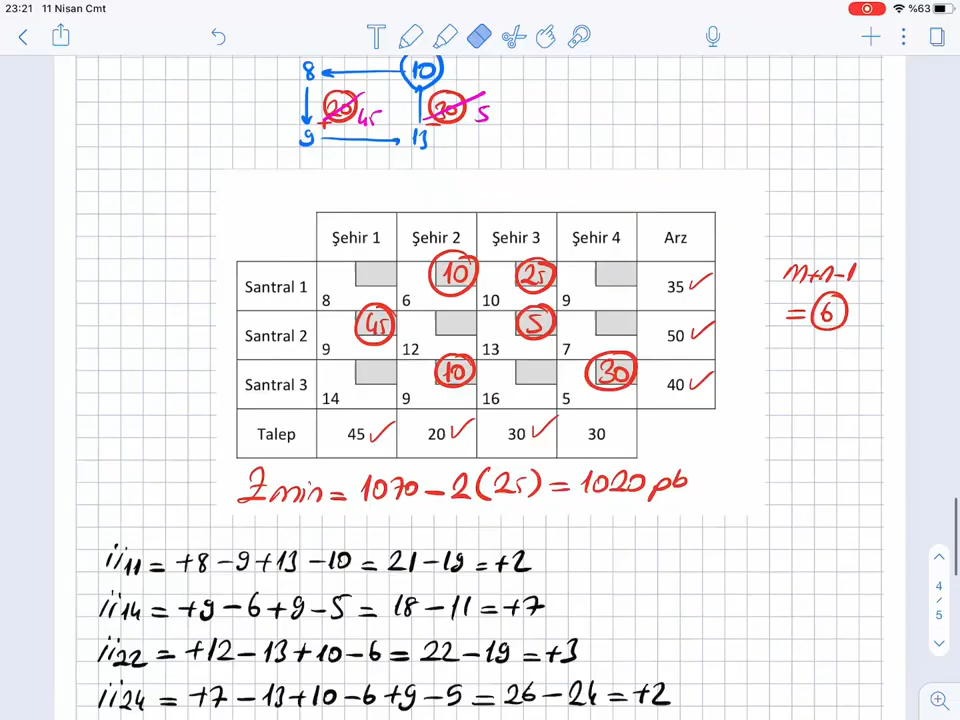 23:21 11 Nisan Cmt %63
8 10
20 45 30 5
9 13
Şehir 1 Şehir 2 Şehir 3 Şehir 4 Arz
Santral 1 8 6 10 10 25 9 35
Santral 2 9 45 12 13 5 7 50
Santral 3 14 9 10 16 5 30 40
Talep 45 20 30 30
m+n-1
= 6
Zmin = 1070 - 2(25) = 1020 pb
ii11 = +8 - 9 + 13 - 10 = 21 - 19 = +2
ii14 = +9 - 6 + 9 - 5 = 18 - 11 = +7
ii22 = +12 - 13 + 10 - 6 = 22 - 19 = +3
ii24 = +7 - 13 + 10 - 6 + 9 - 5 = 26 - 24 = +2
4
/
5